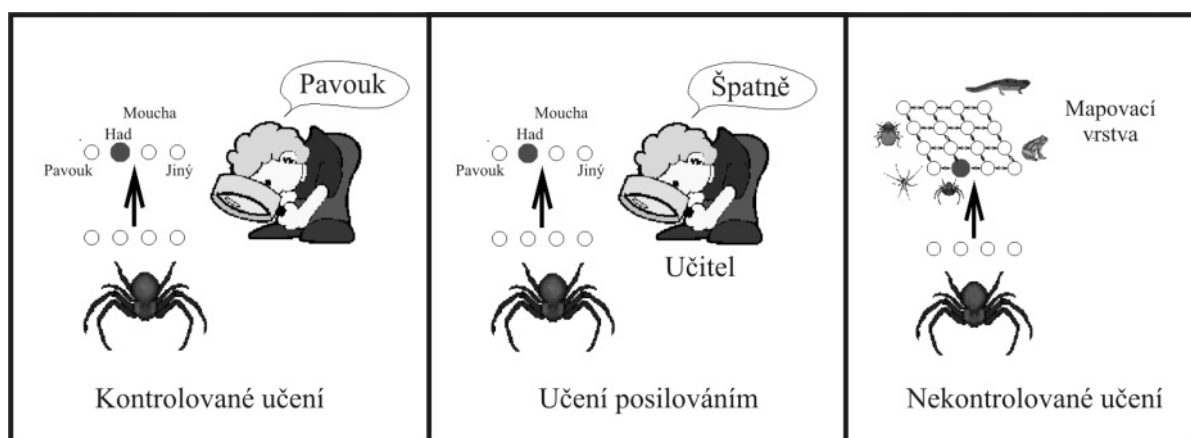 Pavouk
Moucha
Had
Pavouk
Jiný
Kontrolované učení
Špatně
Moucha
Had
Pavouk
Jiný
Učitel
Učení posilováním
Mapovací
vrstva
Nekontrolované učení